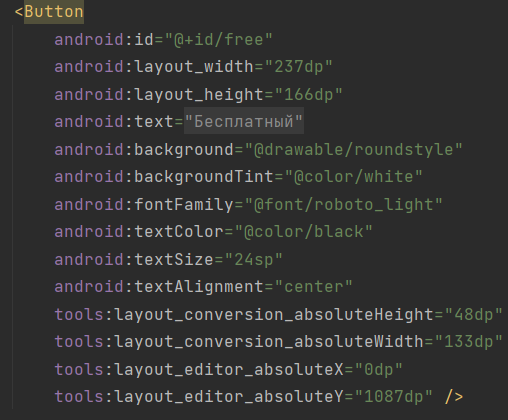 <Button
android:id="@+id/free"
android:layout_width="237dp"
android:layout_height="166dp"
android:text="Бесплатный"
android:background="@drawable/roundstyle"
android:backgroundTint="@color/white"
android:fontFamily="@font/roboto_light"
android:textColor="@color/black"
android:textSize="24sp"
android:textAlignment="center"
tools:layout_conversion_absoluteHeight="48dp"
tools:layout_conversion_absoluteWidth="133dp"
tools:layout_editor_absoluteX="0dp"
tools:layout_editor_absoluteY="1087dp" />